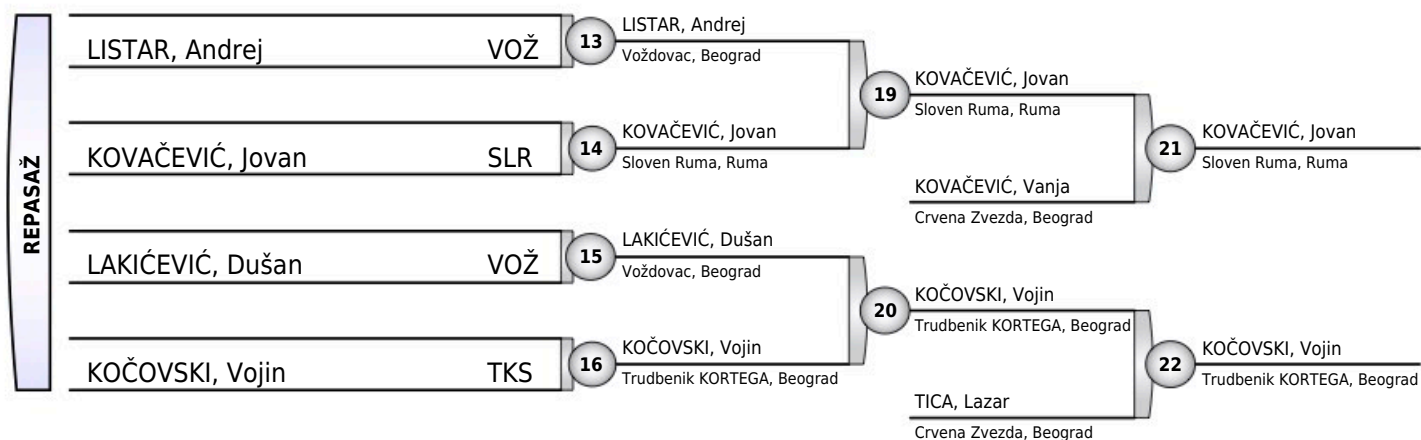 REPASAŽ
LISTAR, Andrej VOŽ
13
LISTAR, Andrej
Voždovac, Beograd
KOVAČEVIĆ, Jovan SLR
14
KOVAČEVIĆ, Jovan
Sloven Ruma, Ruma
LAKIĆEVIĆ, Dušan VOŽ
15
LAKIĆEVIĆ, Dušan
Voždovac, Beograd
KOČOVSKI, Vojin TKS
16
KOČOVSKI, Vojin
Trudbenik KORTEGA, Beograd
19
KOVAČEVIĆ, Jovan
Sloven Ruma, Ruma
KOVAČEVIĆ, Vanja
Crvena Zvezda, Beograd
20
KOČOVSKI, Vojin
Trudbenik KORTEGA, Beograd
TICA, Lazar
Crvena Zvezda, Beograd
21
KOVAČEVIĆ, Jovan
Sloven Ruma, Ruma
22
KOČOVSKI, Vojin
Trudbenik KORTEGA, Beograd